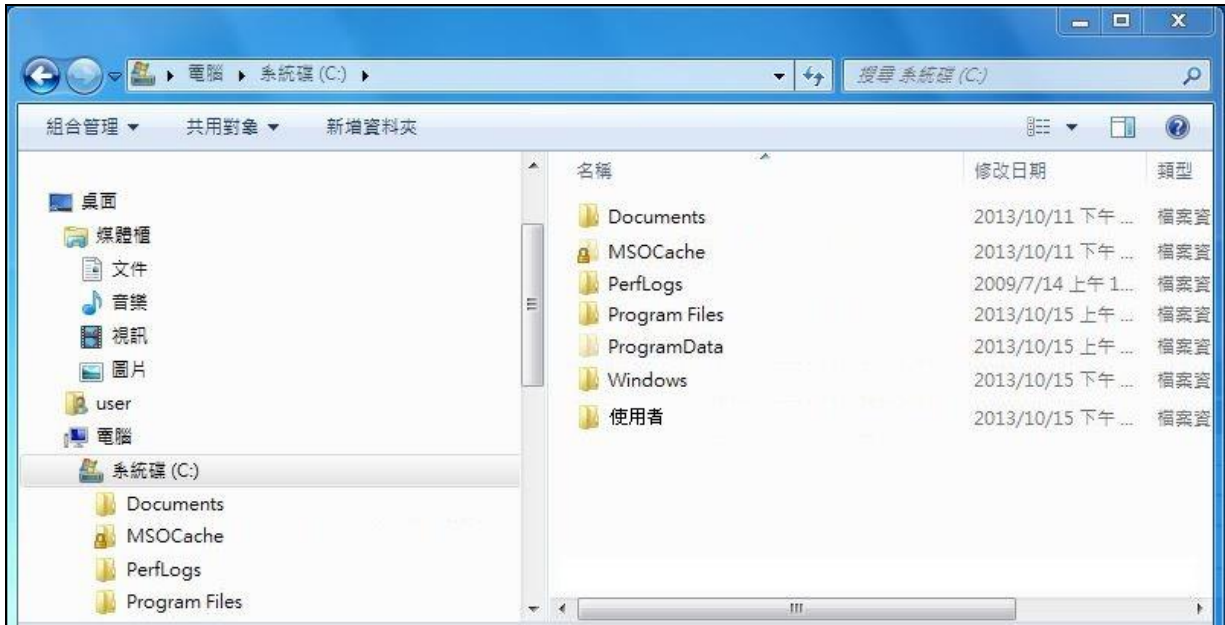 電腦 系統碟 (C:)
搜尋 系統碟 (C:)
組合管理 共用對象 新增資料夾
桌面
媒體櫃
文件
音樂
視訊
圖片
user
電腦
系統碟 (C:)
Documents
MSOCache
PerfLogs
Program Files
名稱 修改日期 類型
Documents 2013/10/11 下午 ... 檔案資
MSOCache 2013/10/11 下午 ... 檔案資
PerfLogs 2009/7/14 上午 1... 檔案資
Program Files 2013/10/15 上午 ... 檔案資
ProgramData 2013/10/15 上午 ... 檔案資
Windows 2013/10/15 下午 ... 檔案資
使用者 2013/10/15 下午 ... 檔案資